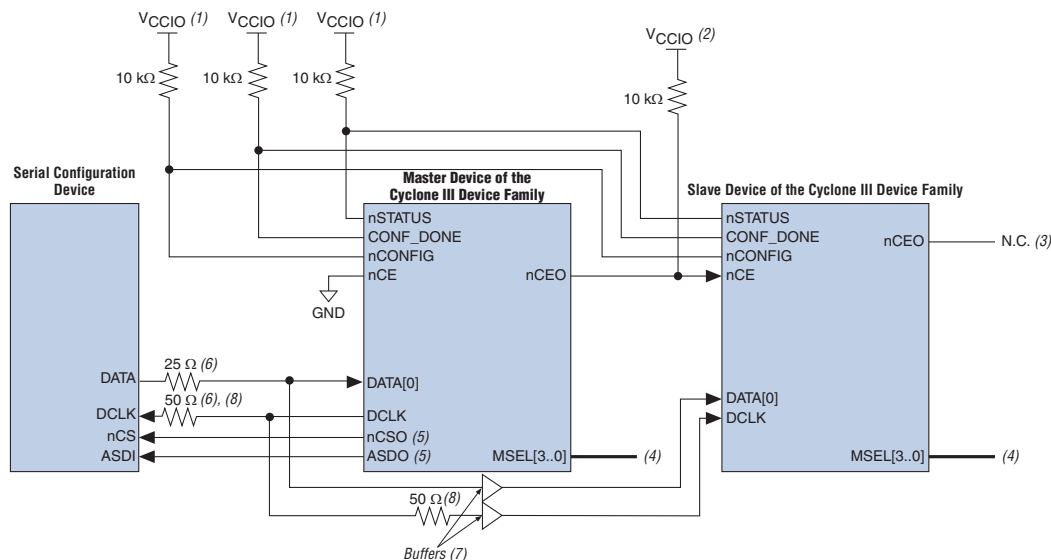 VCCIO (1)
VCCIO (1)
VCCIO (1)
VCCIO (2)
10 kΩ
10 kΩ
10 kΩ
10 kΩ
Serial Configuration
Device
Master Device of the
Cyclone III Device Family
Slave Device of the Cyclone III Device Family
nSTATUS
CONF_DONE
nCONFIG
nCE
nCEO
GND
nSTATUS
CONF_DONE
nCONFIG
nCE
nCEO
N.C. (3)
DATA
25 Ω (6)
DATA[0]
DCLK
50 Ω (6), (8)
DCLK
nCS
nCSO (5)
ASDI
ASDO (5)
MSEL[3..0]
(4)
DATA[0]
DCLK
MSEL[3..0]
(4)
50 Ω (8)
Buffers (7)